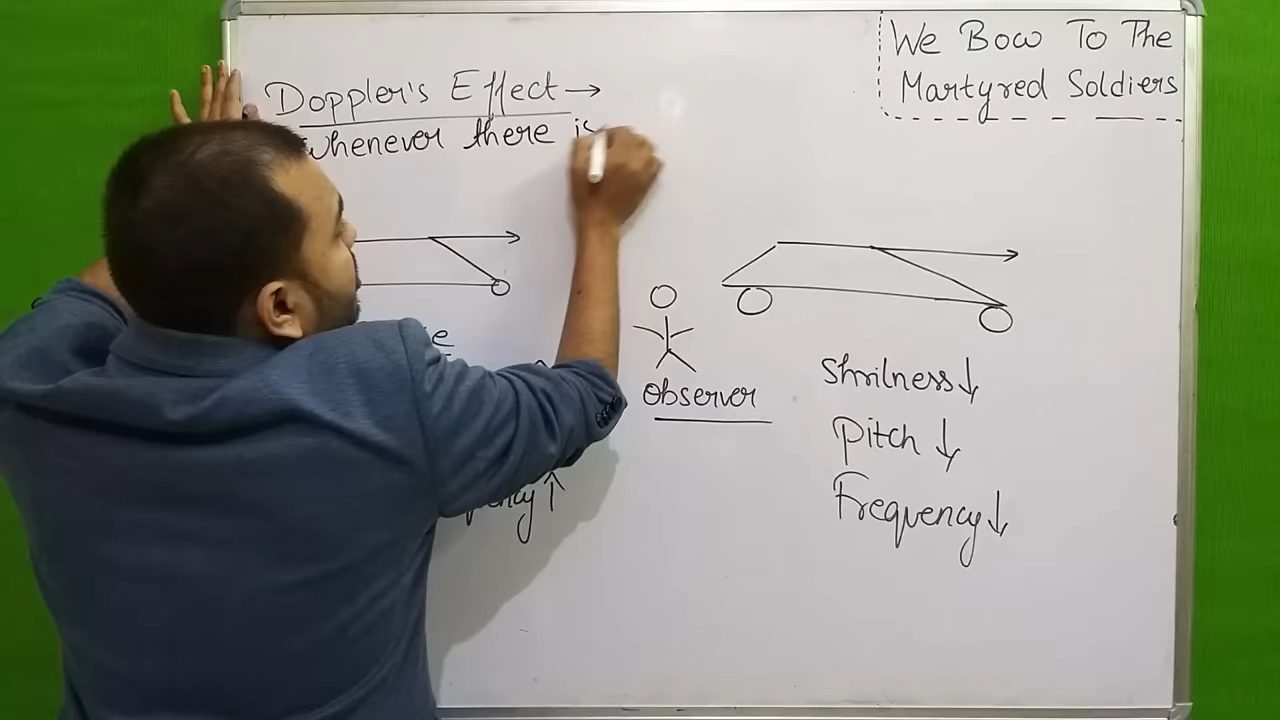 We Bow To The
Martyred Soldiers
Doppler's Effect →
whenever there is
observer
Shrilness ↓
Pitch ↓
Frequency ↓